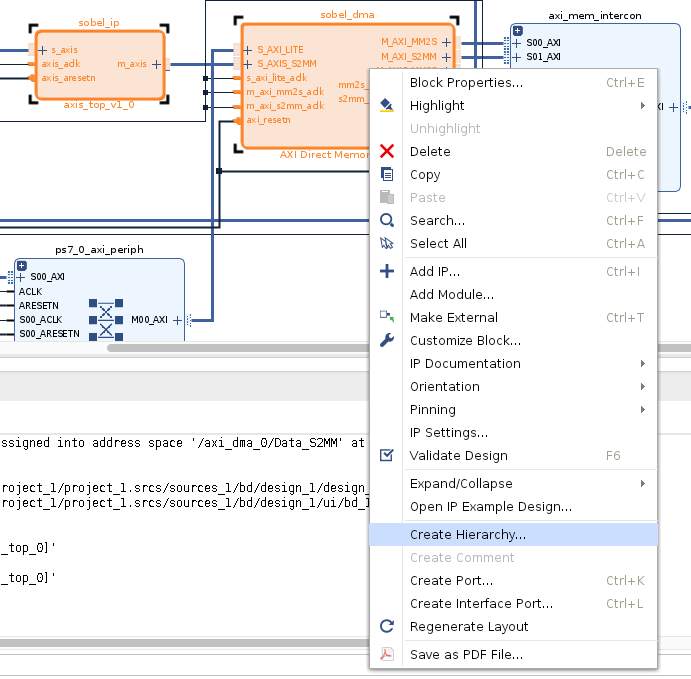 sobel_ip
s_axis
axis_adk
axis_aresetn
m_axis
axis_top_v1_0
sobel_dma
S_AXI_LITE
S_AXIS_S2MM
s_axi_lite_adk
m_axi_mm2s_adk
m_axi_s2mm_adk
axi_resetn
M_AXI_MM2S
M_AXI_S2MM
mm2s_
s2mm_
AXI Direct Memor
axi_mem_intercon
S00_AXI
S01_AXI
XI
ps7_0_axi_periph
S00_AXI
ACLK
ARESETN
S00_ACLK
S00_ARESETN
M00_AXI
Block Properties... Ctrl+E
Highlight
Unhighlight
Delete Delete
Copy Ctrl+C
Paste Ctrl+V
Search... Ctrl+F
Select All Ctrl+A
Add IP... Ctrl+I
Add Module...
Make External Ctrl+T
Customize Block...
IP Documentation
Orientation
Pinning
IP Settings...
Validate Design F6
Expand/Collapse
Open IP Example Design...
Create Hierarchy...
Create Comment
Create Port... Ctrl+K
Create Interface Port... Ctrl+L
Regenerate Layout
Save as PDF File...
ssigned into address space '/axi_dma_0/Data_S2MM' at
roject_1/project_1.srcs/sources_1/bd/design_1/design_
roject_1/project_1.srcs/sources_1/bd/design_1/ui/bd_1
_top_0]'
_top_0]'